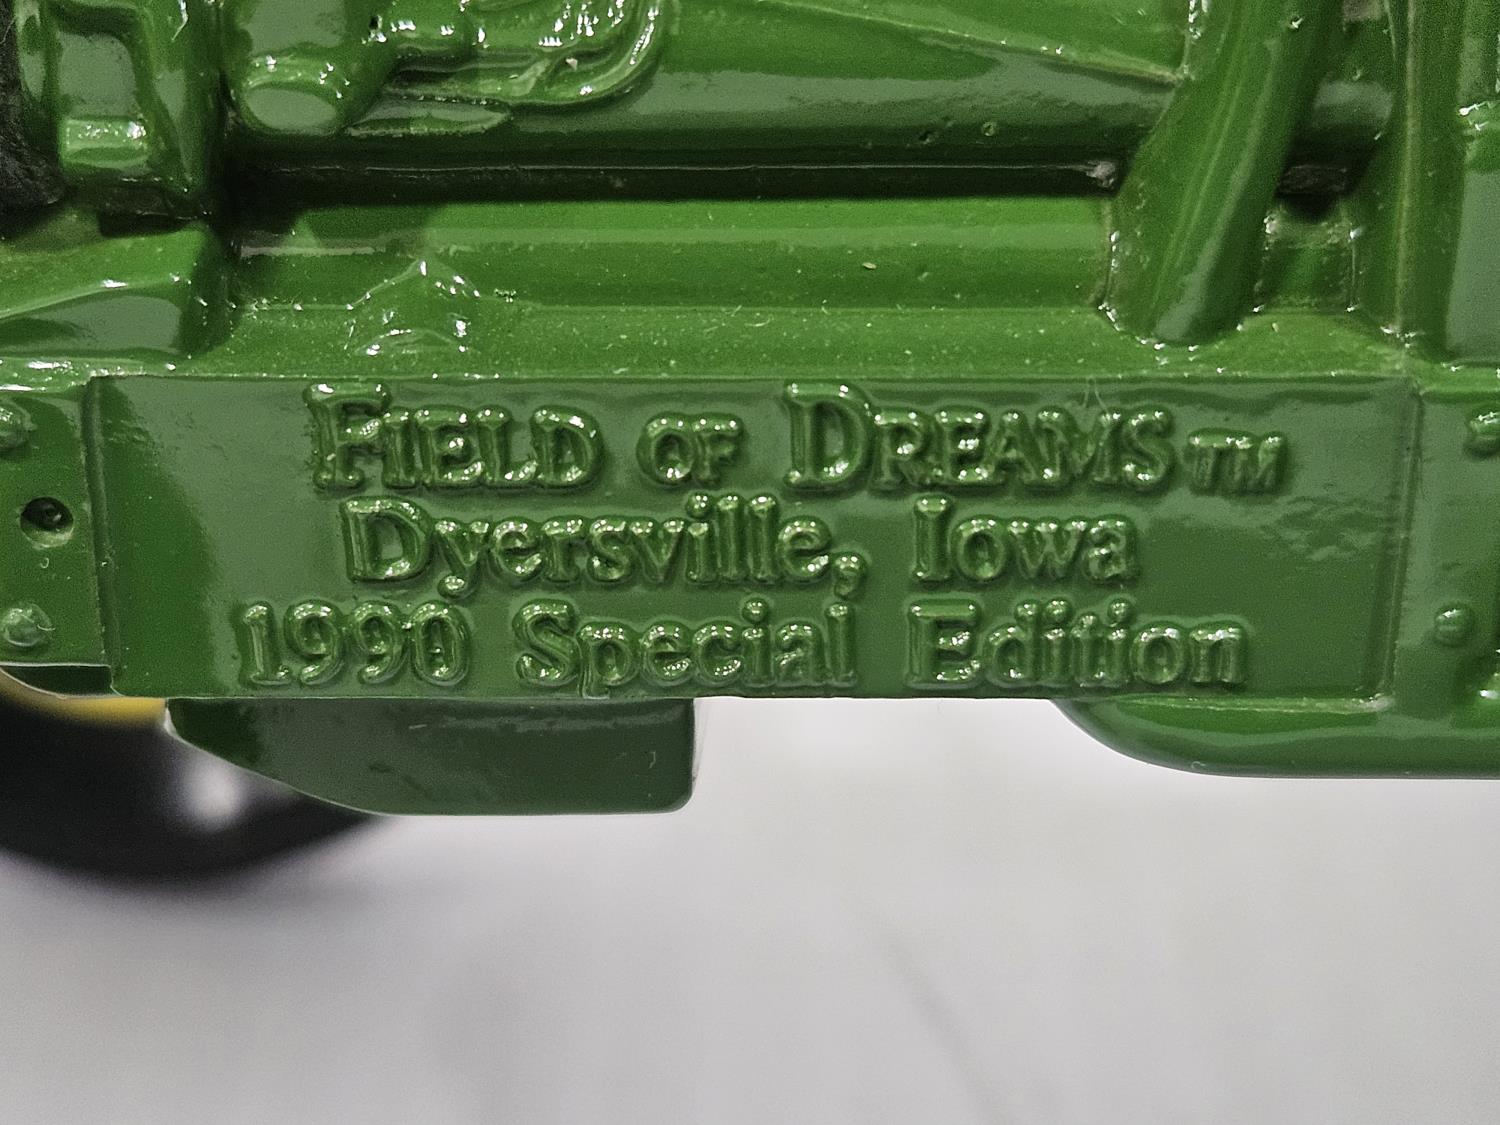 Field of Dreams™
Dyersville, Iowa
1990 Special Edition